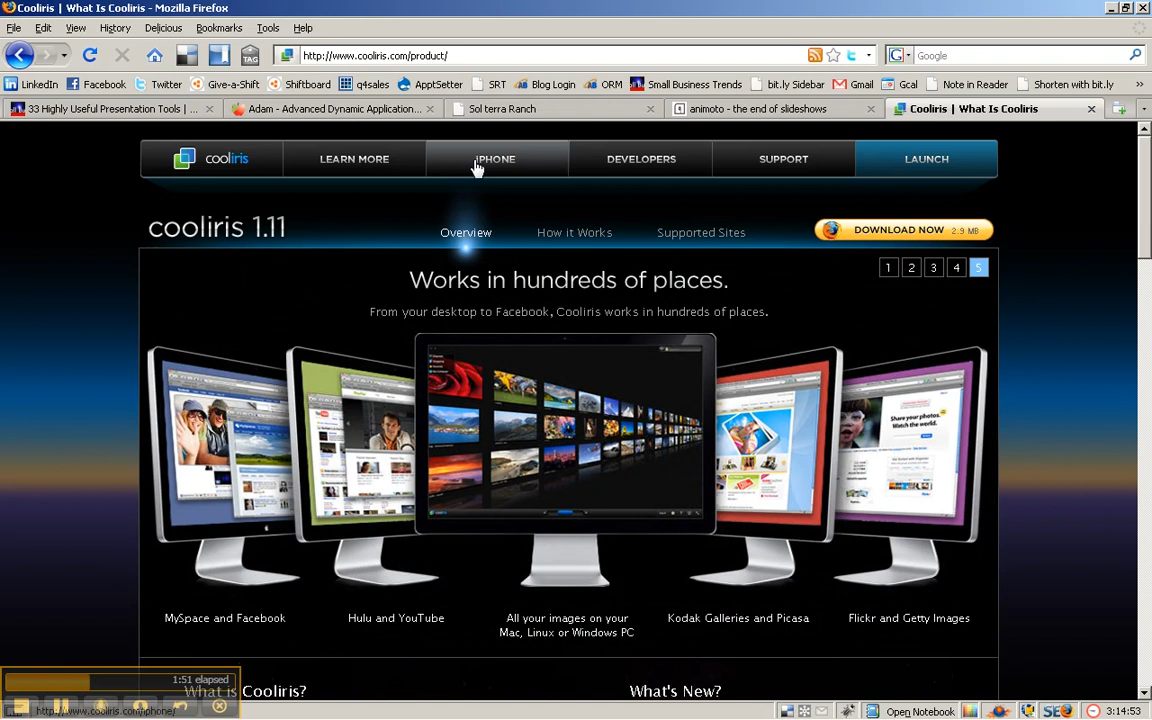 Cooliris | What Is Cooliris - Mozilla Firefox
File Edit View History Delicious Bookmarks Tools Help
http://www.cooliris.com/product/
Google
LinkedIn Facebook Twitter Give-a-Shift Shiftboard q4sales ApptSetter SRT Blog Login ORM Small Business Trends bit.ly Sidebar Gmail Gcal Note in Reader Shorten with bit.ly »
33 Highly Useful Presentation Tools | ... Adam - Advanced Dynamic Application... Sol terra Ranch animoto - the end of slideshows Cooliris | What Is Cooliris
TAG
cooliris LEARN MORE IPHONE DEVELOPERS SUPPORT LAUNCH
cooliris 1.11 Overview How it Works Supported Sites DOWNLOAD NOW 2.9 MB
1 2 3 4 5
Works in hundreds of places.
From your desktop to Facebook, Cooliris works in hundreds of places.
Share your photos.
Watch the world.
MySpace and Facebook
Hulu and YouTube
All your images on your
Mac, Linux or Windows PC
Kodak Galleries and Picasa
Flickr and Getty Images
1:51 elapsed
What is Cooliris? What's New?
http://www.cooliris.com/iphone/
Open Notebook SEO 3:14:53